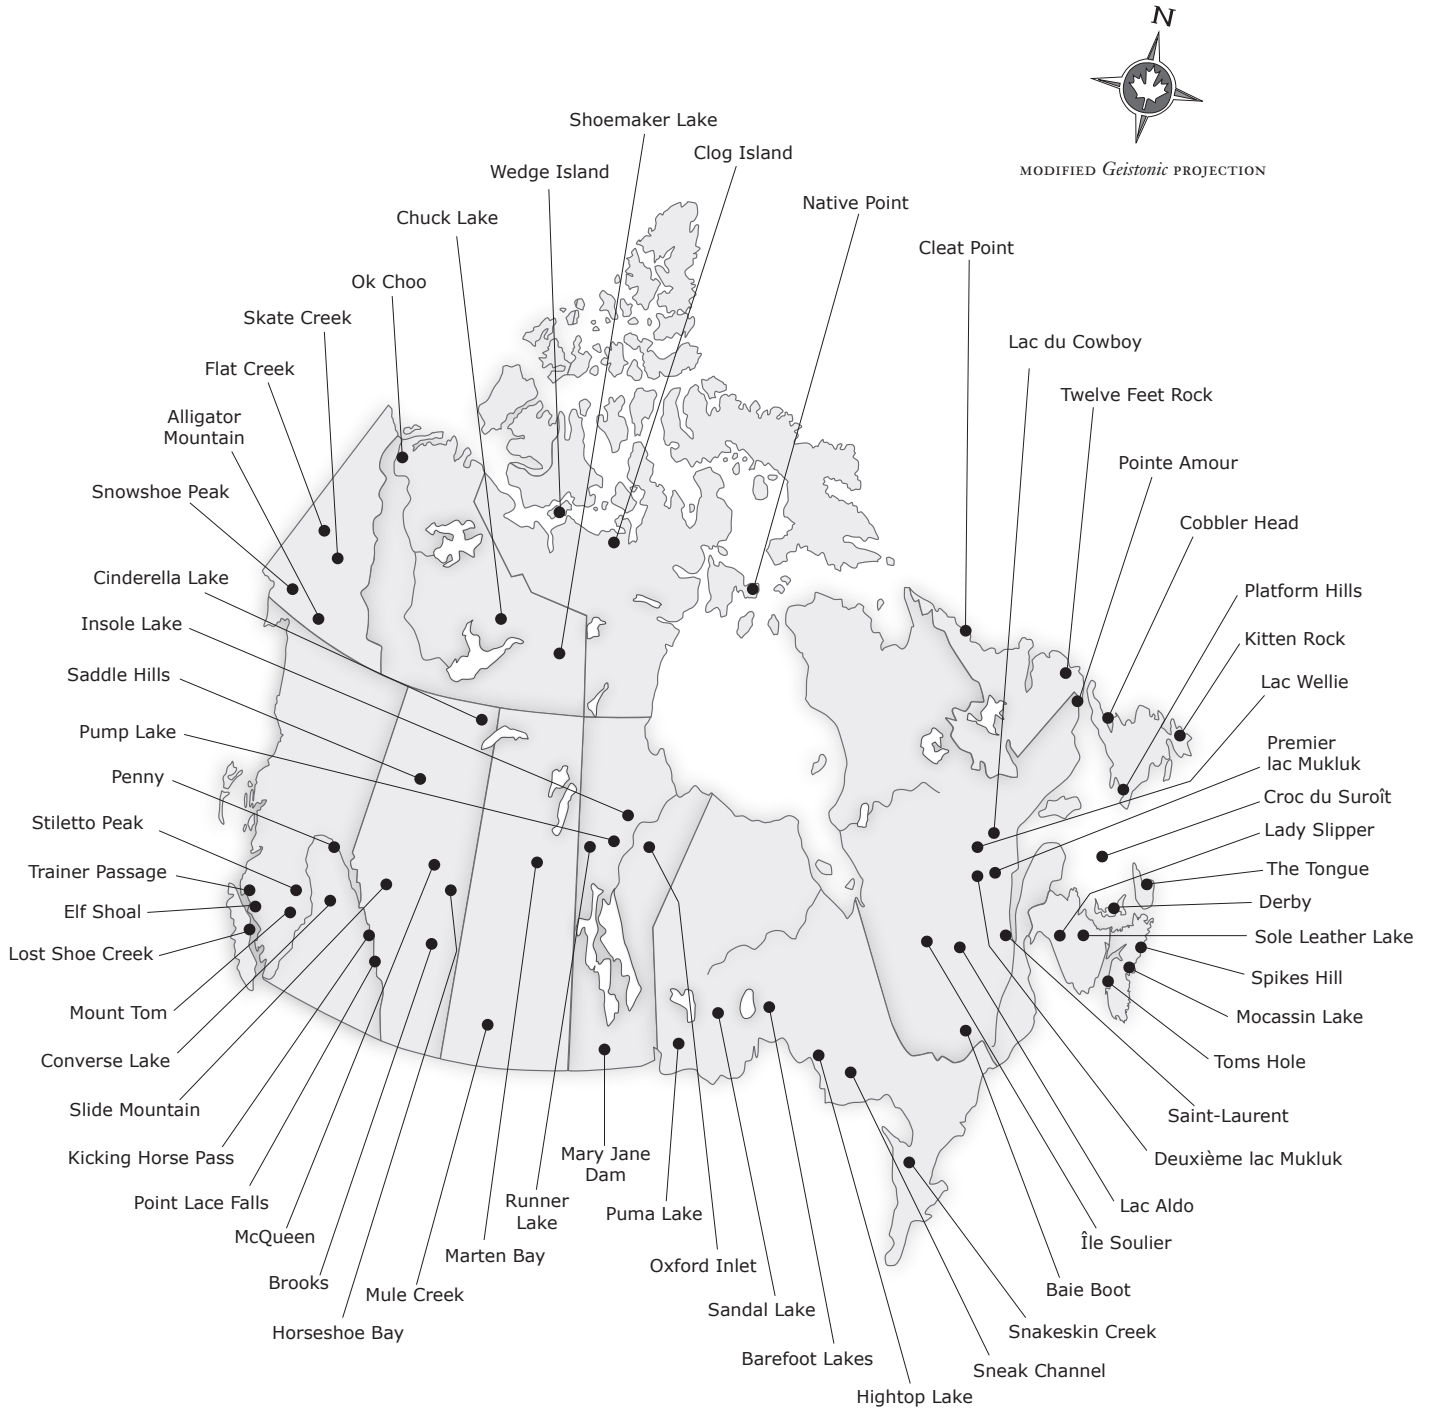 N
MODIFIED Geistonic PROJECTION
Shoemaker Lake
Clog Island
Wedge Island
Native Point
Chuck Lake
Cleat Point
Ok Choo
Skate Creek
Lac du Cowboy
Flat Creek
Twelve Feet Rock
Alligator
Mountain
Pointe Amour
Snowshoe Peak
Cobbler Head
Cinderella Lake
Platform Hills
Insole Lake
Kitten Rock
Saddle Hills
Lac Wellie
Pump Lake
Premier
lac Mukluk
Penny
Croc du Suroît
Stiletto Peak
Lady Slipper
Trainer Passage
The Tongue
Elf Shoal
Derby
Lost Shoe Creek
Sole Leather Lake
Spikes Hill
Mount Tom
Mocassin Lake
Converse Lake
Toms Hole
Slide Mountain
Saint-Laurent
Kicking Horse Pass
Mary Jane
Dam
Deuxième lac Mukluk
Point Lace Falls
Runner
Lake
Puma Lake
Lac Aldo
McQueen
Île Soulier
Marten Bay
Oxford Inlet
Brooks
Baie Boot
Mule Creek
Sandal Lake
Horseshoe Bay
Snakeskin Creek
Barefoot Lakes
Sneak Channel
Hightop Lake